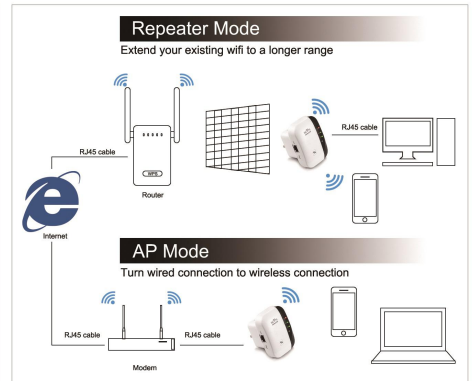 Repeater Mode
Extend your existing wifi to a longer range
RJ45 cable
RJ45 cable
WPS
Router
Internet
AP Mode
Turn wired connection to wireless connection
RJ45 cable
RJ45 cable
Modem